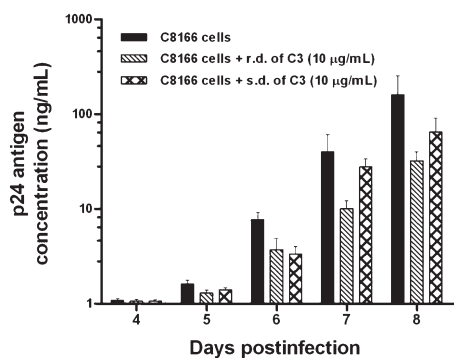 1000
100
10
1
p24 antigen
concentration (ng/mL)
C8166 cells
C8166 cells + r.d. of C3 (10 μg/mL)
C8166 cells + s.d. of C3 (10 μg/mL)
4 5 6 7 8
Days postinfection